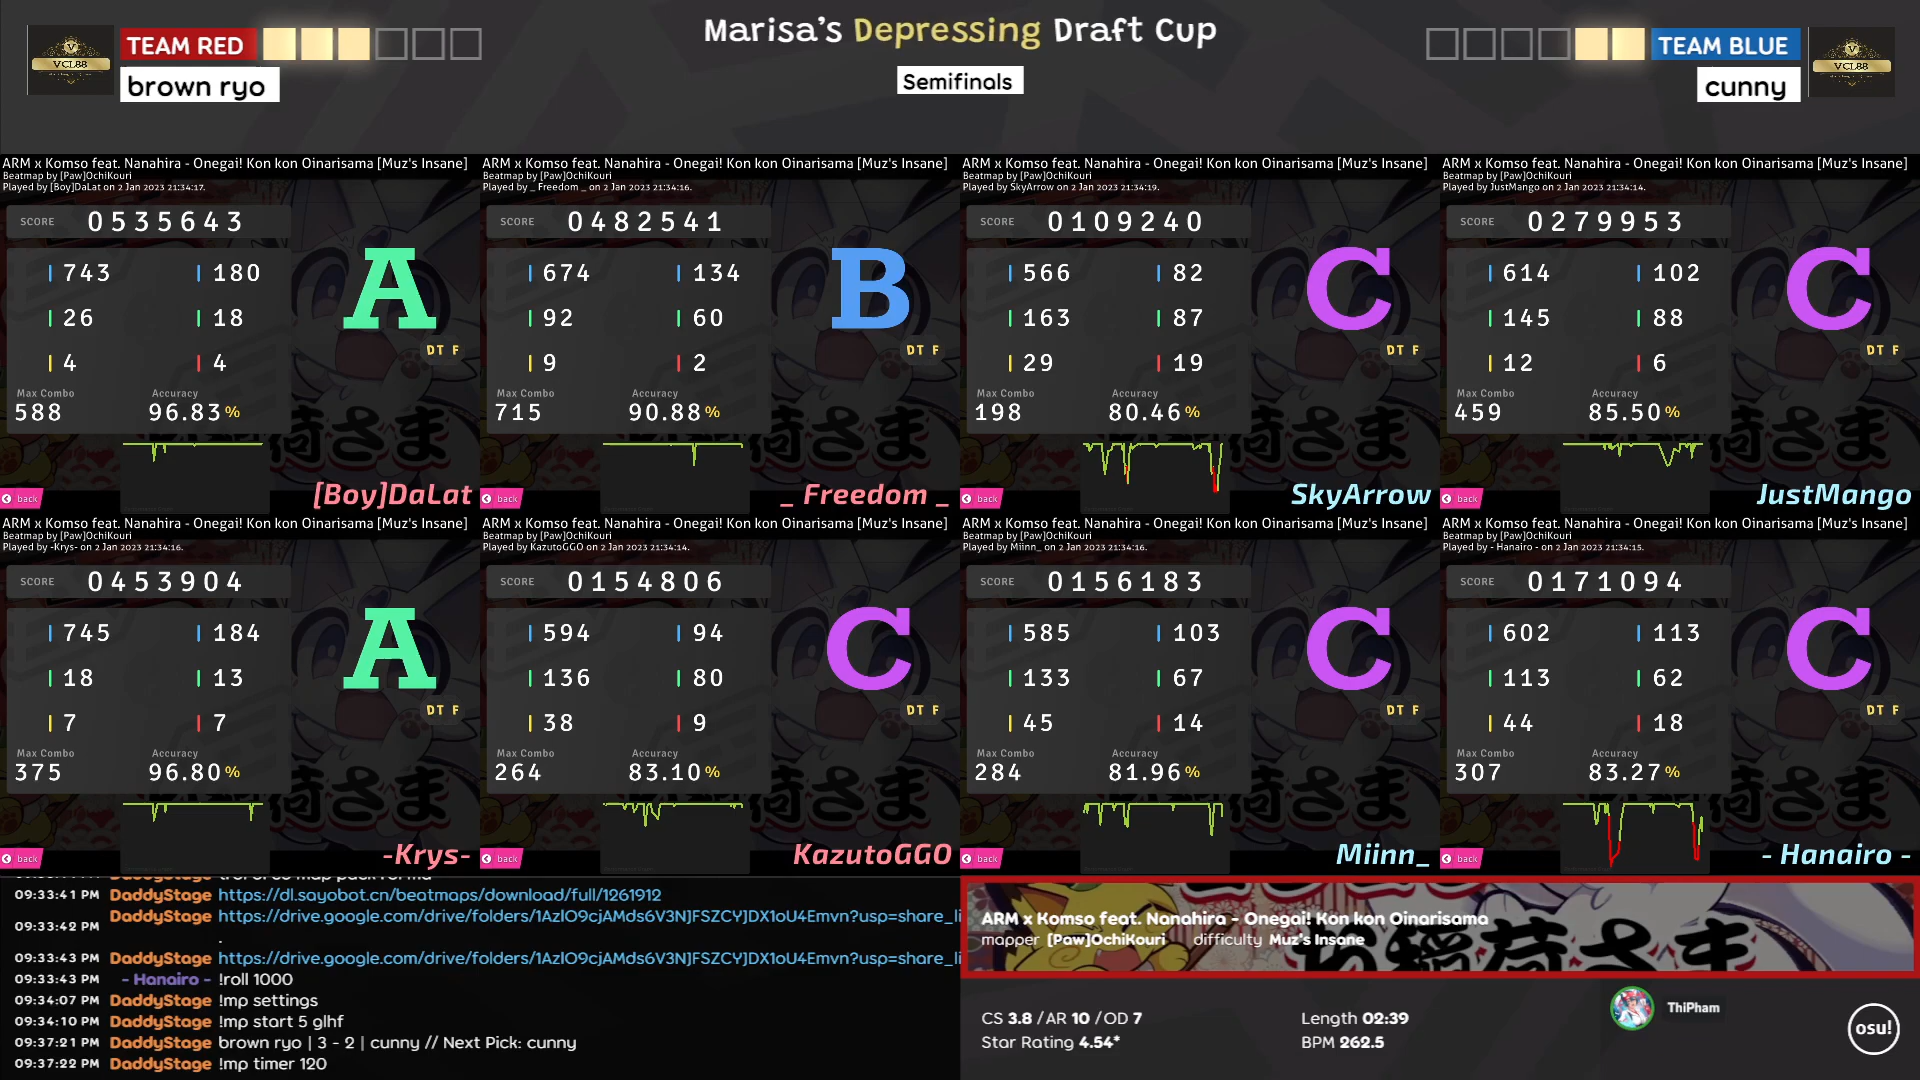 Marisa's Depressing Draft Cup
Semifinals
VCL88
TEAM RED
brown ryo
TEAM BLUE
cunny
VCL88
ARM x Komso feat. Nanahira - Onegai! Kon kon Oinarisama [Muz's Insane]
Beatmap by [Paw]OchiKouri
Played by [Boy]DaLat on 2 Jan 2023 21:34:17.
SCORE 0535643
743 180
26 18
4 4
A
DT F
Max Combo Accuracy
588 96.83%
back
[Boy]DaLat
ARM x Komso feat. Nanahira - Onegai! Kon kon Oinarisama [Muz's Insane]
Beatmap by [Paw]OchiKouri
Played by _ Freedom _ on 2 Jan 2023 21:34:16.
SCORE 0482541
674 134
92 60
9 2
B
DT F
Max Combo Accuracy
715 90.88%
back
_ Freedom _
ARM x Komso feat. Nanahira - Onegai! Kon kon Oinarisama [Muz's Insane]
Beatmap by [Paw]OchiKouri
Played by SkyArrow on 2 Jan 2023 21:34:19.
SCORE 0109240
566 82
163 87
29 19
C
DT F
Max Combo Accuracy
198 80.46%
back
SkyArrow
ARM x Komso feat. Nanahira - Onegai! Kon kon Oinarisama [Muz's Insane]
Beatmap by [Paw]OchiKouri
Played by JustMango on 2 Jan 2023 21:34:14.
SCORE 0279953
614 102
145 88
12 6
C
DT F
Max Combo Accuracy
459 85.50%
back
JustMango
ARM x Komso feat. Nanahira - Onegai! Kon kon Oinarisama [Muz's Insane]
Beatmap by [Paw]OchiKouri
Played by -Krys- on 2 Jan 2023 21:34:16.
SCORE 0453904
745 184
18 13
7 7
A
DT F
Max Combo Accuracy
375 96.80%
back
-Krys-
ARM x Komso feat. Nanahira - Onegai! Kon kon Oinarisama [Muz's Insane]
Beatmap by [Paw]OchiKouri
Played by KazutoGGO on 2 Jan 2023 21:34:14.
SCORE 0154806
594 94
136 80
38 9
C
DT F
Max Combo Accuracy
264 83.10%
back
KazutoGGO
ARM x Komso feat. Nanahira - Onegai! Kon kon Oinarisama [Muz's Insane]
Beatmap by [Paw]OchiKouri
Played by Miinn_ on 2 Jan 2023 21:34:16.
SCORE 0156183
585 103
133 67
45 14
C
DT F
Max Combo Accuracy
284 81.96%
back
Miinn_
ARM x Komso feat. Nanahira - Onegai! Kon kon Oinarisama [Muz's Insane]
Beatmap by [Paw]OchiKouri
Played by - Hanairo - on 2 Jan 2023 21:34:15.
SCORE 0171094
602 113
113 62
44 18
C
DT F
Max Combo Accuracy
307 83.27%
back
- Hanairo -
09:33:41 PM DaddyStage https://dl.sayobot.cn/beatmaps/download/full/1261912
09:33:42 PM DaddyStage https://drive.google.com/drive/folders/1AzlO9cjAMds6V3NJFSZCYJDX1oU4Emvn?usp=share_li
.
09:33:43 PM DaddyStage https://drive.google.com/drive/folders/1AzlO9cjAMds6V3NJFSZCYJDX1oU4Emvn?usp=share_li
09:33:43 PM - Hanairo - !roll 1000
09:34:07 PM DaddyStage !mp settings
09:34:10 PM DaddyStage !mp start 5 glhf
09:37:21 PM DaddyStage brown ryo | 3 - 2 | cunny // Next Pick: cunny
09:37:22 PM DaddyStage !mp timer 120
ARM x Komso feat. Nanahira - Onegai! Kon kon Oinarisama
mapper [Paw]OchiKouri difficulty Muz's Insane
CS 3.8 / AR 10 / OD 7
Star Rating 4.54*
Length 02:39
BPM 262.5
ThiPham
osu!